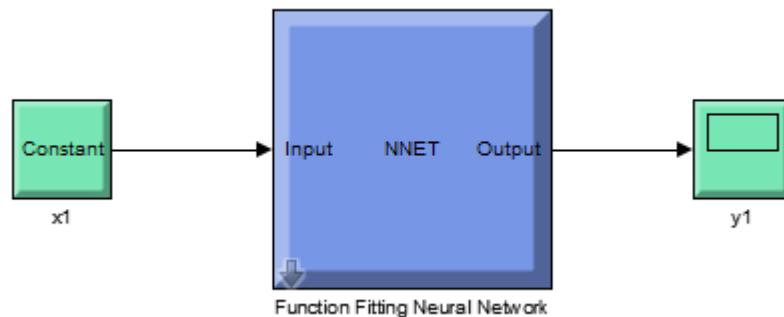 Constant
x1
Input NNET Output
Function Fitting Neural Network
y1